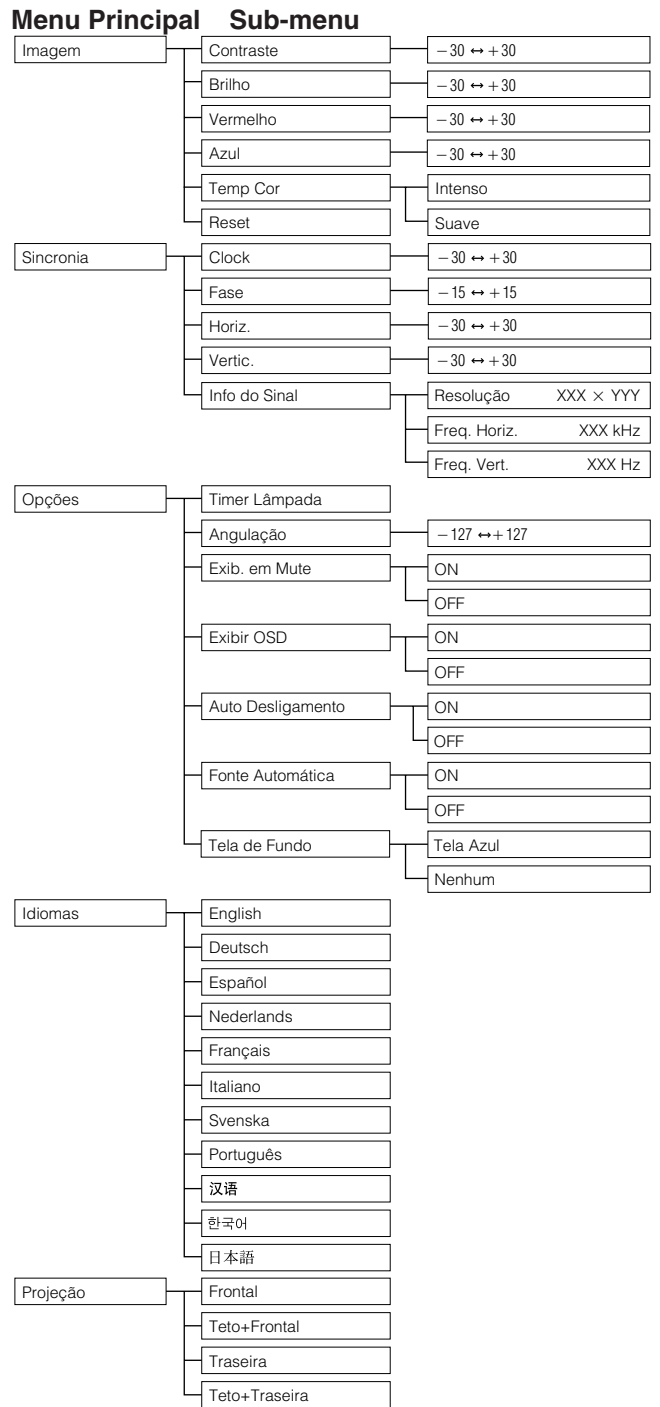 Menu Principal Sub-menu
Imagem Contraste −30 ↔ +30
Brilho −30 ↔ +30
Vermelho −30 ↔ +30
Azul −30 ↔ +30
Temp Cor Intenso
Reset Suave
Sincronia Clock −30 ↔ +30
Fase −15 ↔ +15
Horiz. −30 ↔ +30
Vertic. −30 ↔ +30
Info do Sinal Resolução XXX × YYY
Freq. Horiz. XXX kHz
Freq. Vert. XXX Hz
Opções Timer Lâmpada
Angulação −127 ↔+127
Exib. em Mute ON
OFF
Exibir OSD ON
OFF
Auto Desligamento ON
OFF
Fonte Automática ON
OFF
Tela de Fundo Tela Azul
Nenhum
Idiomas English
Deutsch
Español
Nederlands
Français
Italiano
Svenska
Português
汉语
한국어
日本語
Projeção Frontal
Teto+Frontal
Traseira
Teto+Traseira